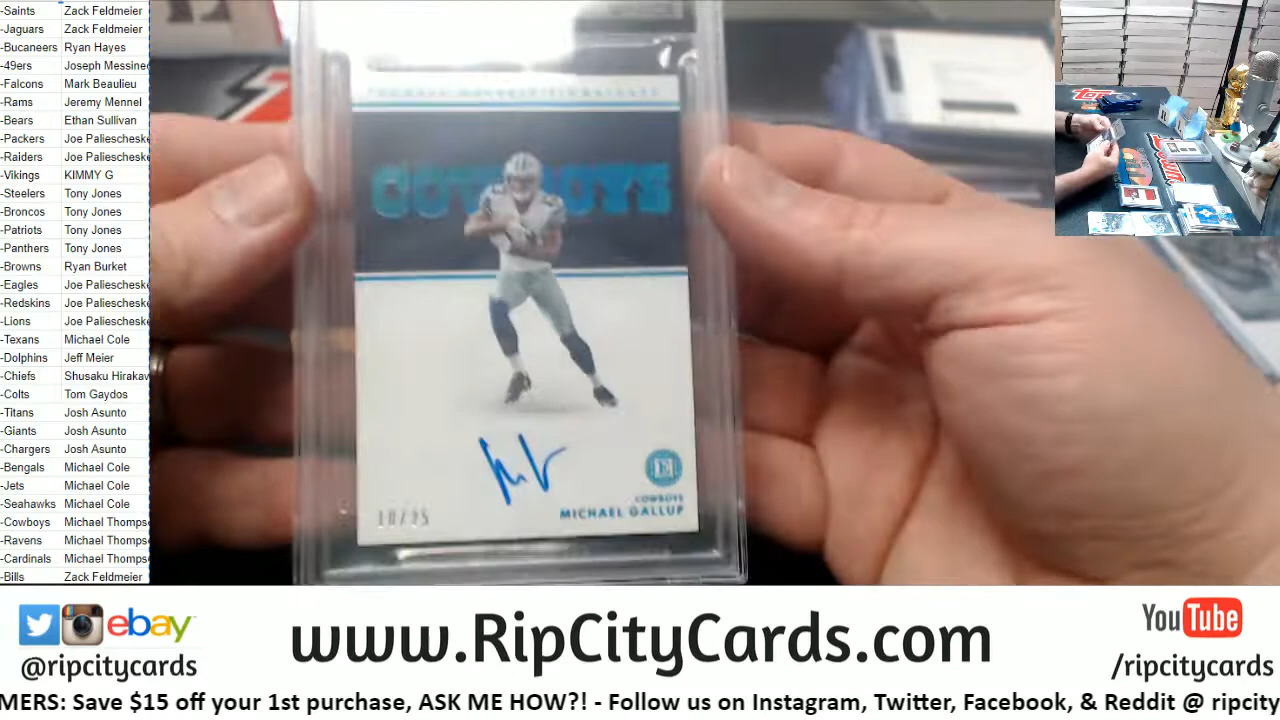 -Saints Zack Feldmeier
-Jaguars Zack Feldmeier
-Bucaneers Ryan Hayes
-49ers Joseph Messine
-Falcons Mark Beaulieu
-Rams Jeremy Mennel
-Bears Ethan Sullivan
-Packers Joe Paliescheske
-Raiders Joe Paliescheske
-Vikings KIMMY G
-Steelers Tony Jones
-Broncos Tony Jones
-Patriots Tony Jones
-Panthers Tony Jones
-Browns Ryan Burket
-Eagles Joe Paliescheske
-Redskins Joe Paliescheske
-Lions Joe Paliescheske
-Texans Michael Cole
-Dolphins Jeff Meier
-Chiefs Shusaku Hirakav
-Colts Tom Gaydos
-Titans Josh Asunto
-Giants Josh Asunto
-Chargers Josh Asunto
-Bengals Michael Cole
-Jets Michael Cole
-Seahawks Michael Cole
-Cowboys Michael Thomps
-Ravens Michael Thomps
-Cardinals Michael Thomps
-Bills Zack Feldmeier
COWBOYS
10/25
E
COWBOYS
MICHAEL GALLUP
ebay
@ripcitycards
www.RipCityCards.com
YouTube
/ripcitycards
MERS: Save $15 off your 1st purchase, ASK ME HOW?! - Follow us on Instagram, Twitter, Facebook, & Reddit @ ripcity